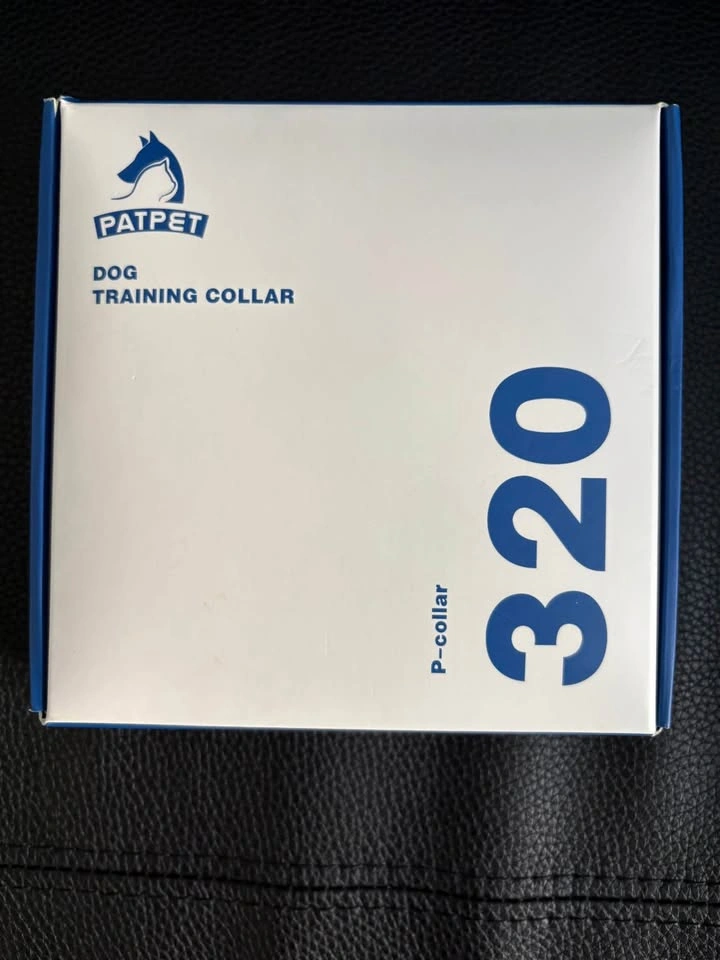 PATPET
DOG
TRAINING COLLAR
P-collar
320